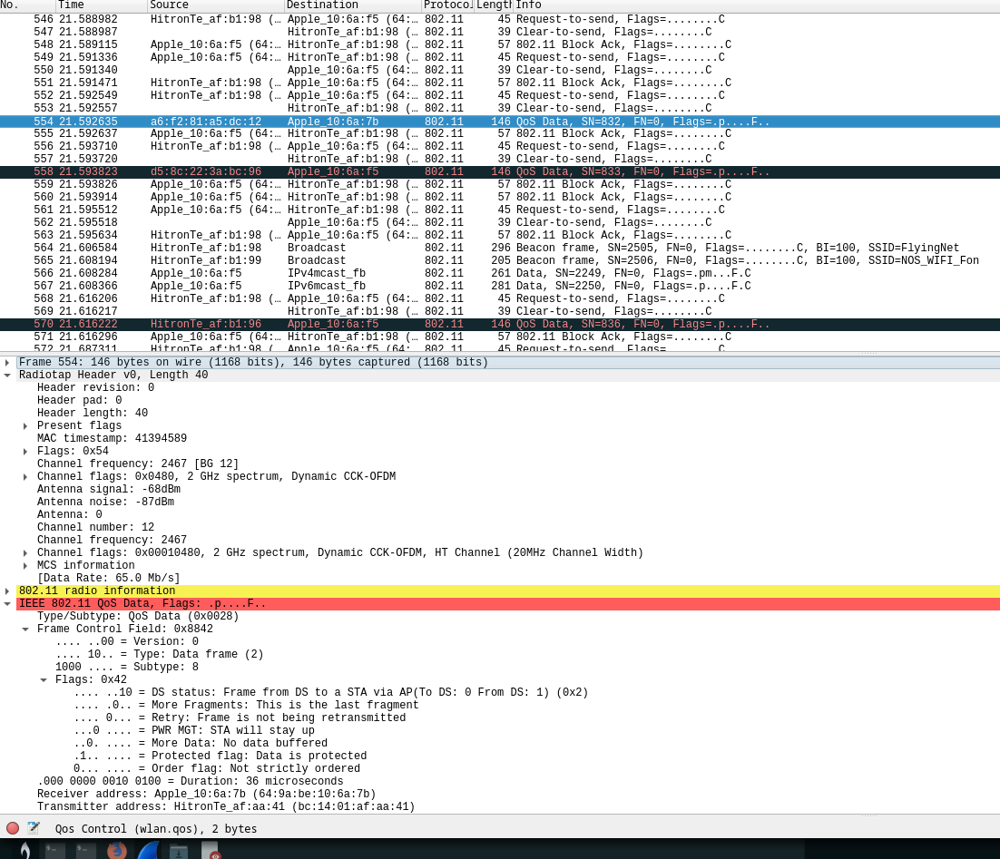 No. Time Source Destination Protocol Length Info
546 21.588982 HitronTe_af:b1:98 (… Apple_10:6a:f5 (64:… 802.11 45 Request-to-send, Flags=........C
547 21.588987 HitronTe_af:b1:98 (… 802.11 39 Clear-to-send, Flags=........C
548 21.589115 Apple_10:6a:f5 (64:… HitronTe_af:b1:98 (… 802.11 57 802.11 Block Ack, Flags=........C
549 21.591336 Apple_10:6a:f5 (64:… HitronTe_af:b1:98 (… 802.11 45 Request-to-send, Flags=........C
550 21.591340 Apple_10:6a:f5 (64:… 802.11 39 Clear-to-send, Flags=........C
551 21.591471 HitronTe_af:b1:98 (… Apple_10:6a:f5 (64:… 802.11 57 802.11 Block Ack, Flags=........C
552 21.592549 HitronTe_af:b1:98 (… Apple_10:6a:f5 (64:… 802.11 45 Request-to-send, Flags=........C
553 21.592557 HitronTe_af:b1:98 (… 802.11 39 Clear-to-send, Flags=........C
554 21.592635 a6:f2:81:a5:dc:12 Apple_10:6a:7b 802.11 146 QoS Data, SN=832, FN=0, Flags=.p....F..
555 21.592637 Apple_10:6a:f5 (64:… HitronTe_af:b1:98 (… 802.11 57 802.11 Block Ack, Flags=........C
556 21.593710 HitronTe_af:b1:98 (… Apple_10:6a:f5 (64:… 802.11 45 Request-to-send, Flags=........C
557 21.593720 HitronTe_af:b1:98 (… 802.11 39 Clear-to-send, Flags=........C
558 21.593823 d5:8c:22:3a:bc:96 Apple_10:6a:f5 802.11 146 QoS Data, SN=833, FN=0, Flags=.p....F..
559 21.593826 Apple_10:6a:f5 (64:… HitronTe_af:b1:98 (… 802.11 57 802.11 Block Ack, Flags=........C
560 21.593914 Apple_10:6a:f5 (64:… HitronTe_af:b1:98 (… 802.11 57 802.11 Block Ack, Flags=........C
561 21.595512 Apple_10:6a:f5 (64:… HitronTe_af:b1:98 (… 802.11 45 Request-to-send, Flags=........C
562 21.595518 Apple_10:6a:f5 (64:… 802.11 39 Clear-to-send, Flags=........C
563 21.595634 HitronTe_af:b1:98 (… Apple_10:6a:f5 (64:… 802.11 57 802.11 Block Ack, Flags=........C
564 21.606584 HitronTe_af:b1:98 Broadcast 802.11 296 Beacon frame, SN=2505, FN=0, Flags=........C, BI=100, SSID=FlyingNet
565 21.608194 HitronTe_af:b1:99 Broadcast 802.11 205 Beacon frame, SN=2506, FN=0, Flags=........C, BI=100, SSID=NOS_WIFI_Fon
566 21.608284 Apple_10:6a:f5 IPv4mcast_fb 802.11 261 Data, SN=2249, FN=0, Flags=.pm...F.C
567 21.608366 Apple_10:6a:f5 IPv6mcast_fb 802.11 281 Data, SN=2250, FN=0, Flags=.p....F.C
568 21.616206 HitronTe_af:b1:98 (… Apple_10:6a:f5 (64:… 802.11 45 Request-to-send, Flags=........C
569 21.616217 HitronTe_af:b1:98 (… 802.11 39 Clear-to-send, Flags=........C
570 21.616222 HitronTe_af:b1:96 Apple_10:6a:f5 802.11 146 QoS Data, SN=836, FN=0, Flags=.p....F..
571 21.616296 Apple_10:6a:f5 (64:… HitronTe_af:b1:98 (… 802.11 57 802.11 Block Ack, Flags=........C
572 21.687311 HitronTe_af:b1:98 (… Apple_10:6a:f5 (64:… 802.11 45 Request-to-send, Flags=........C
Frame 554: 146 bytes on wire (1168 bits), 146 bytes captured (1168 bits)
Radiotap Header v0, Length 40
Header revision: 0
Header pad: 0
Header length: 40
Present flags
MAC timestamp: 41394589
Flags: 0x54
Channel frequency: 2467 [BG 12]
Channel flags: 0x0480, 2 GHz spectrum, Dynamic CCK-OFDM
Antenna signal: -68dBm
Antenna noise: -87dBm
Antenna: 0
Channel number: 12
Channel frequency: 2467
Channel flags: 0x00010480, 2 GHz spectrum, Dynamic CCK-OFDM, HT Channel (20MHz Channel Width)
MCS information
[Data Rate: 65.0 Mb/s]
802.11 radio information
IEEE 802.11 QoS Data, Flags: .p....F..
Type/Subtype: QoS Data (0x0028)
Frame Control Field: 0x8842
.... ..00 = Version: 0
.... 10.. = Type: Data frame (2)
1000 .... = Subtype: 8
Flags: 0x42
.... ..10 = DS status: Frame from DS to a STA via AP(To DS: 0 From DS: 1) (0x2)
.... .0.. = More Fragments: This is the last fragment
.... 0... = Retry: Frame is not being retransmitted
...0 .... = PWR MGT: STA will stay up
..0. .... = More Data: No data buffered
.1.. .... = Protected flag: Data is protected
0... .... = Order flag: Not strictly ordered
.000 0000 0010 0100 = Duration: 36 microseconds
Receiver address: Apple_10:6a:7b (64:9a:be:10:6a:7b)
Transmitter address: HitronTe_af:aa:41 (bc:14:01:af:aa:41)
Qos Control (wlan.qos), 2 bytes